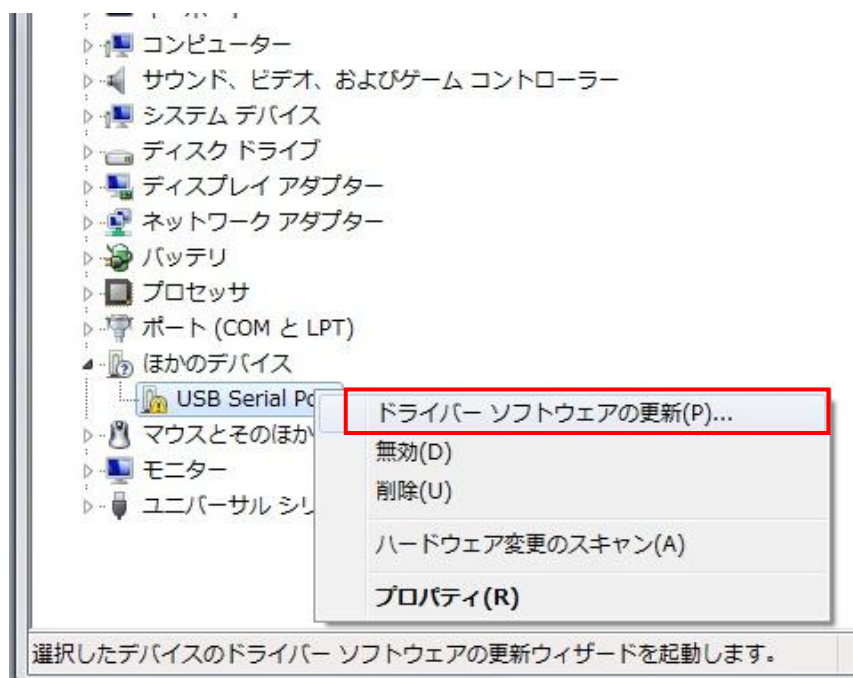 コンピューター
サウンド、ビデオ、およびゲーム コントローラー
システム デバイス
ディスク ドライブ
ディスプレイ アダプター
ネットワーク アダプター
バッテリ
プロセッサ
ポート (COM と LPT)
ほかのデバイス
USB Serial
マウスとそのほか
モニター
ユニバーサル シリ
ドライバー ソフトウェアの更新(P)...
無効(D)
削除(U)
ハードウェア変更のスキャン(A)
プロパティ(R)
選択したデバイスのドライバー ソフトウェアの更新ウィザードを起動します。